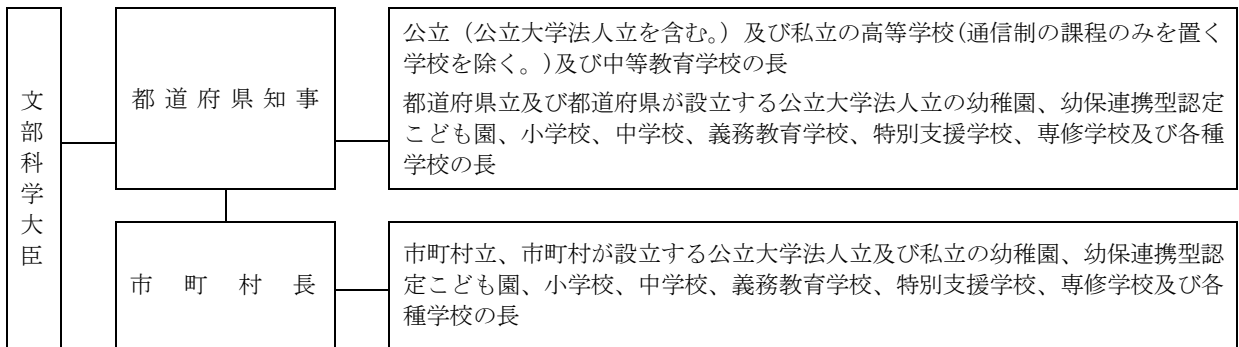 文部科学大臣
都道府県知事
公立（公立大学法人立を含む。）及び私立の高等学校(通信制の課程のみを置く
学校を除く。)及び中等教育学校の長
都道府県立及び都道府県が設立する公立大学法人立の幼稚園、幼保連携型認定
こども園、小学校、中学校、義務教育学校、特別支援学校、専修学校及び各種
学校の長
市町村長
市町村立、市町村が設立する公立大学法人立及び私立の幼稚園、幼保連携型認
定こども園、小学校、中学校、義務教育学校、特別支援学校、専修学校及び各
種学校の長